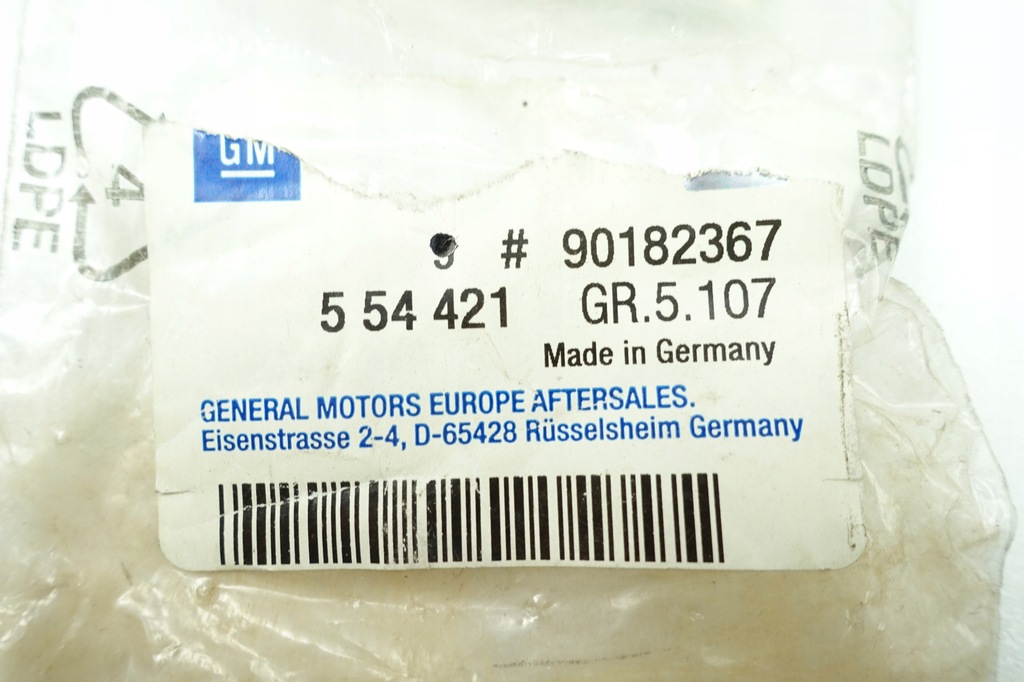 GM
# 90182367
5 54 421 GR.5.107
Made in Germany
GENERAL MOTORS EUROPE AFTERSALES.
Eisenstrasse 2-4, D-65428 Rüsselsheim Germany
4
LDPE
LDPE